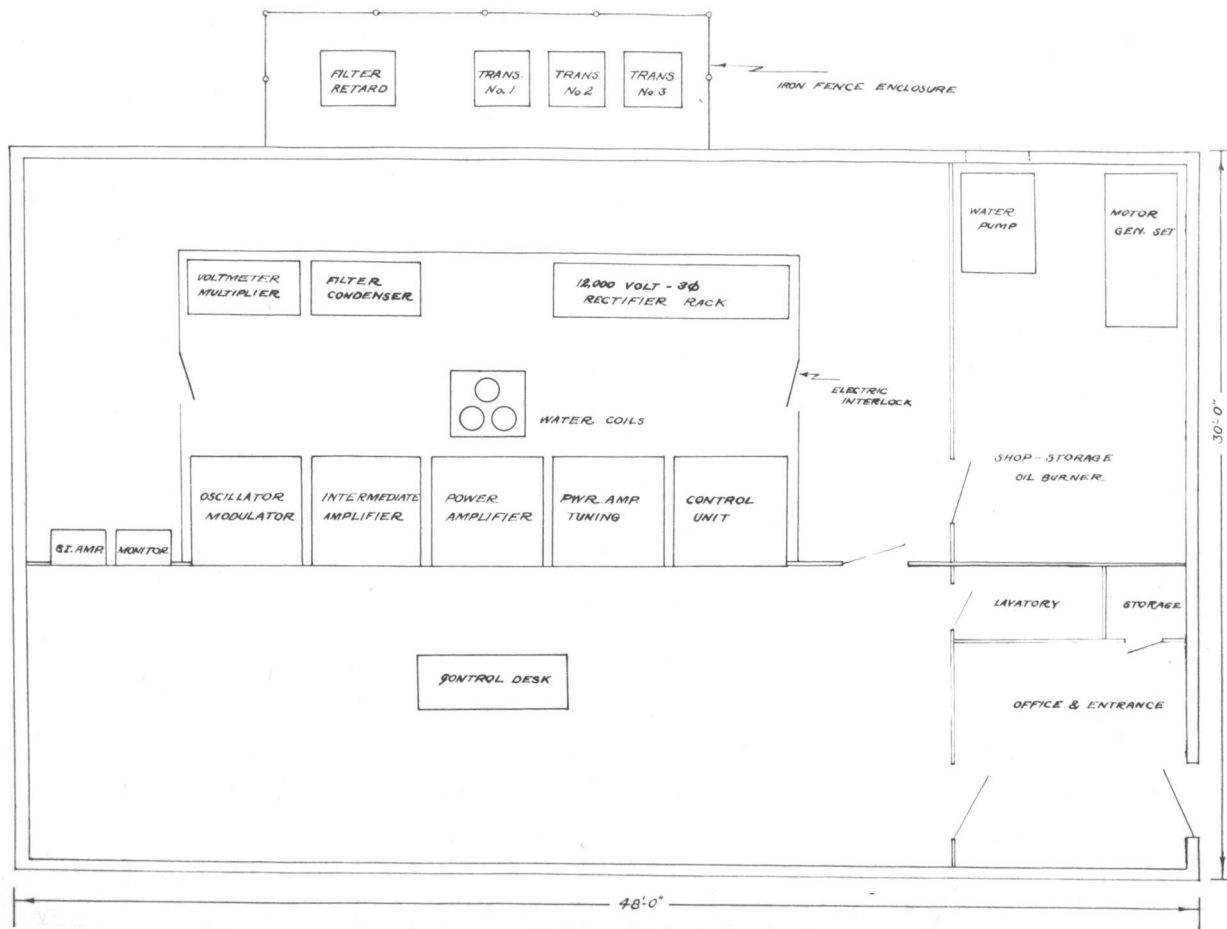 FILTER
RETARD
TRANS.
No. 1
TRANS
No 2
TRANS
No. 3
IRON FENCE ENCLOSURE
WATER
PUMP
MOTOR
GEN. SET
VOLTMETER
MULTIPLIER
FILTER
CONDENSER
12,000 VOLT - 3φ
RECTIFIER RACK
ELECTRIC
INTERLOCK
WATER COILS
30'-0"
SHOP - STORAGE
OIL BURNER
OSCILLATOR
MODULATOR
INTERMEDIATE
AMPLIFIER
POWER
AMPLIFIER
PWR. AMP
TUNING
CONTROL
UNIT
S.I. AMP.
MONITOR
LAVATORY
STORAGE
CONTROL DESK
OFFICE & ENTRANCE
48'-0"